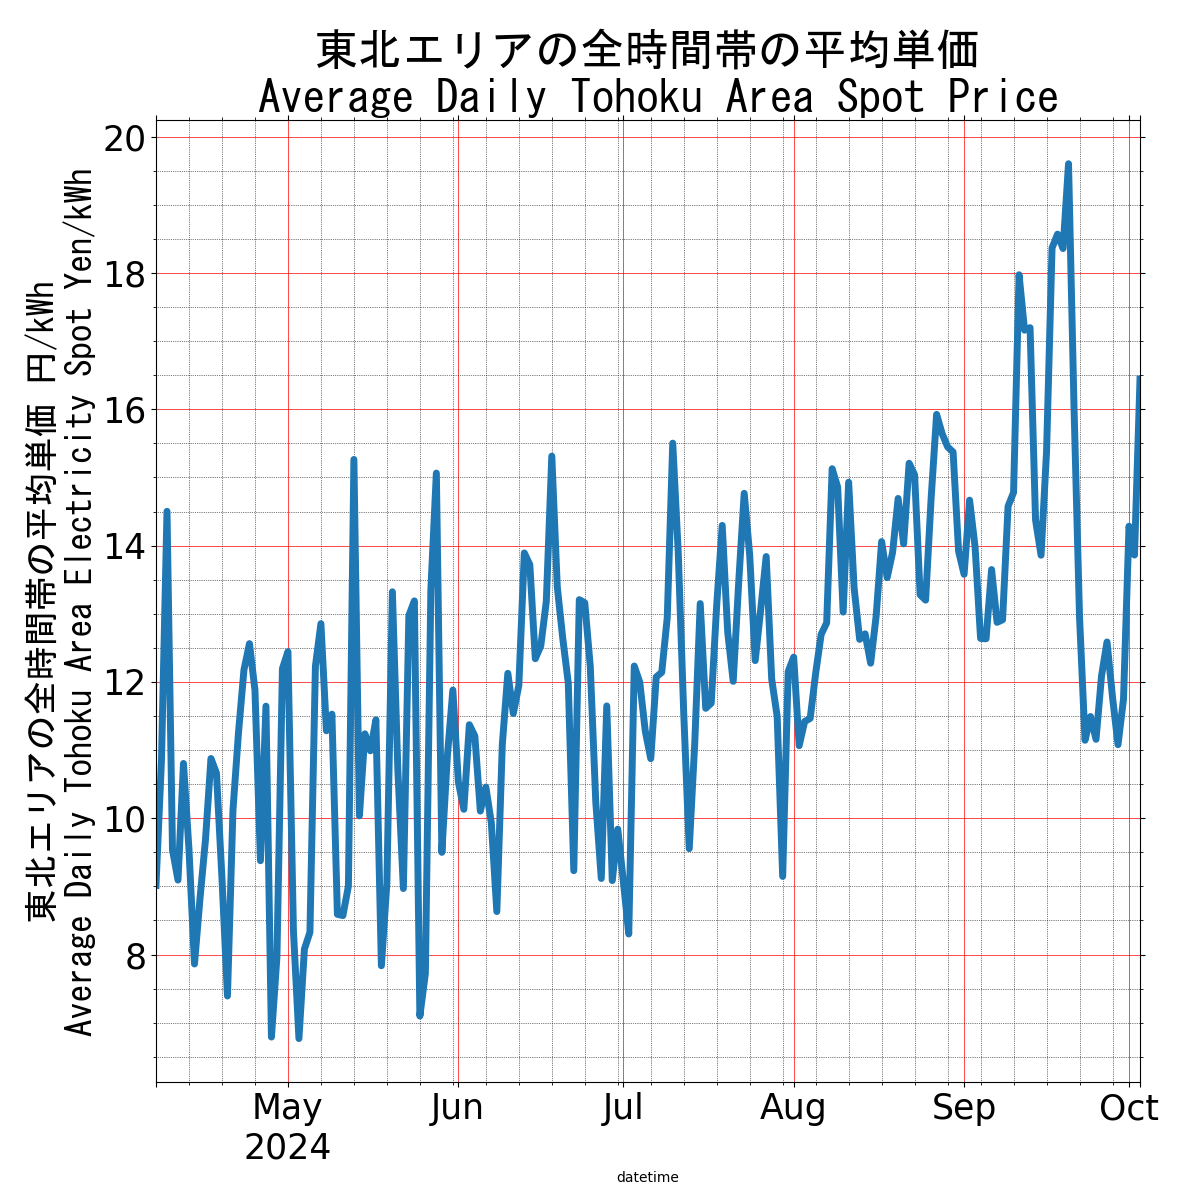 東北エリアの全時間帯の平均単価
Average Daily Tohoku Area Spot Price
東北エリアの全時間帯の平均単価 円/kWh
Average Daily Tohoku Area Electricity Spot Yen/kWh
20
18
16
14
12
10
8
May
2024
Jun
Jul
Aug
Sep
Oct
datetime